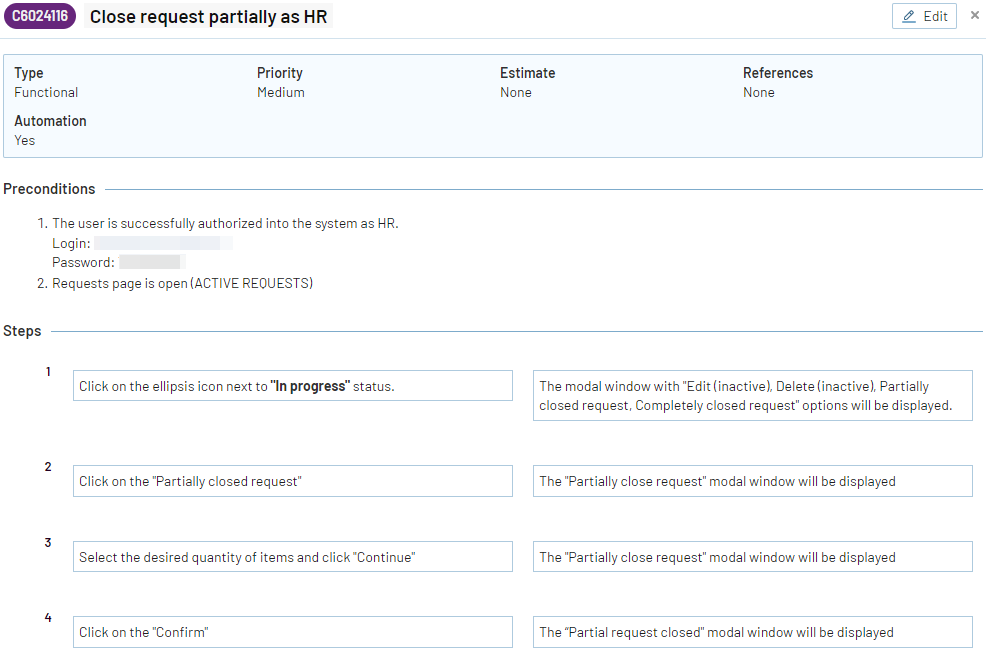 C6024116 Close request partially as HR Edit ×
Type Priority Estimate References
Functional Medium None None
Automation
Yes
Preconditions
1. The user is successfully authorized into the system as HR.
Login:
Password:
2. Requests page is open (ACTIVE REQUESTS)
Steps
1
Click on the ellipsis icon next to "In progress" status.
The modal window with "Edit (inactive), Delete (inactive), Partially
closed request, Completely closed request" options will be displayed.
2
Click on the "Partially closed request"
The "Partially close request" modal window will be displayed
3
Select the desired quantity of items and click "Continue"
The "Partially close request" modal window will be displayed
4
Click on the "Confirm"
The “Partial request closed" modal window will be displayed